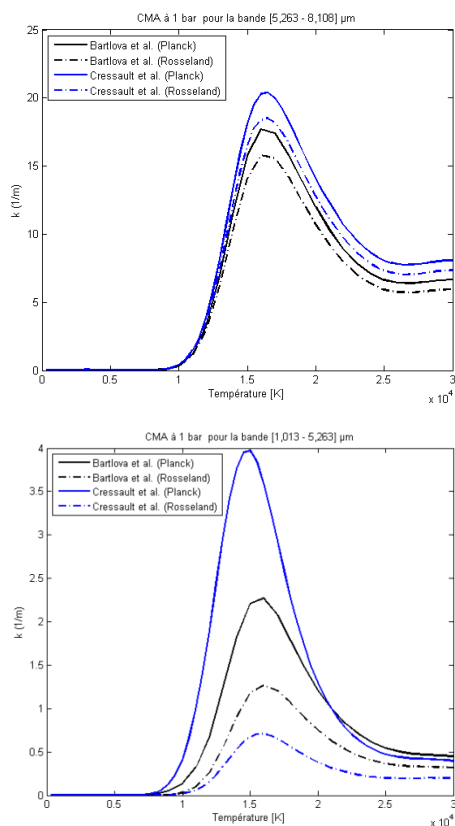 CMA à 1 bar pour la bande [5,263 - 8,108] µm
25
20
15
10
5
0
k (1/m)
Bartlova et al. (Planck)
Bartlova et al. (Rosseland)
Cressault et al. (Planck)
Cressault et al. (Rosseland)
0 0.5 1 1.5 2 2.5 3
Température [K]
x 10⁴
CMA à 1 bar pour la bande [1,013 - 5,263] µm
4
3.5
3
2.5
2
1.5
1
0.5
0
k (1/m)
Bartlova et al. (Planck)
Bartlova et al. (Rosseland)
Cressault et al. (Planck)
Cressault et al. (Rosseland)
0 0.5 1 1.5 2 2.5 3
Température [K]
x 10⁴